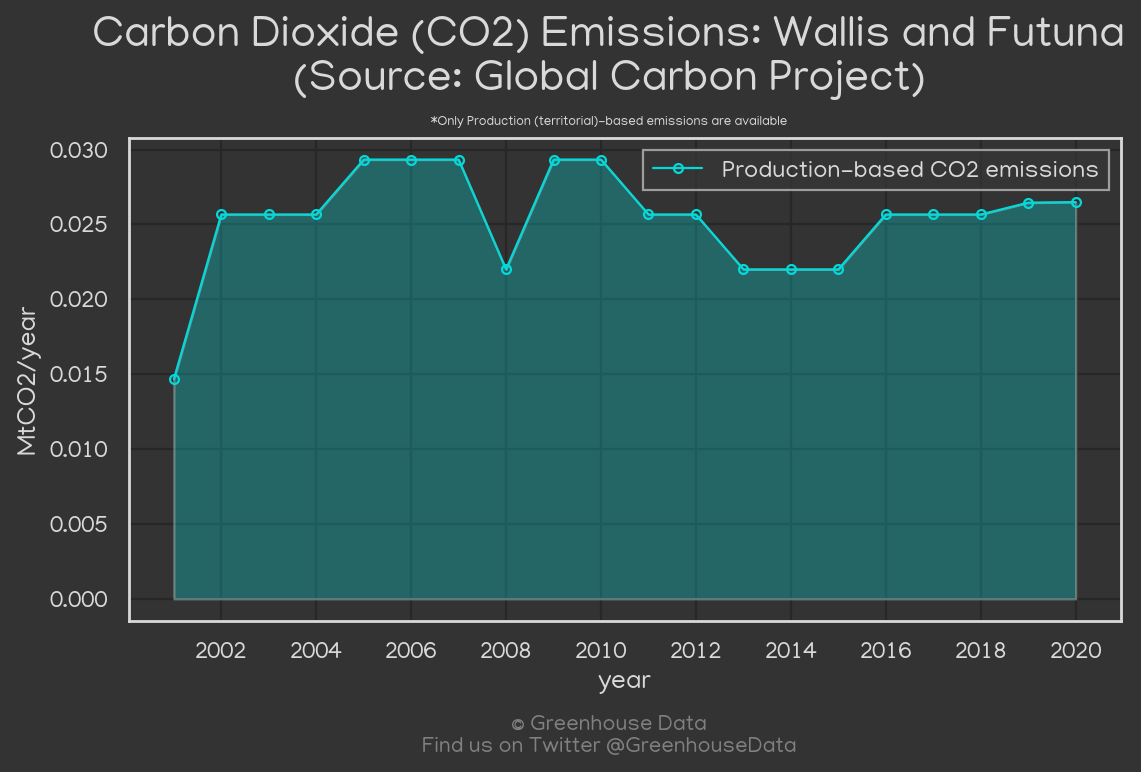 Carbon Dioxide (CO2) Emissions: Wallis and Futuna
(Source: Global Carbon Project)
*Only Production (territorial)-based emissions are available
Production-based CO2 emissions
MtCO2/year
0.030
0.025
0.020
0.015
0.010
0.005
0.000
2002 2004 2006 2008 2010 2012 2014 2016 2018 2020
year
© Greenhouse Data
Find us on Twitter @GreenhouseData